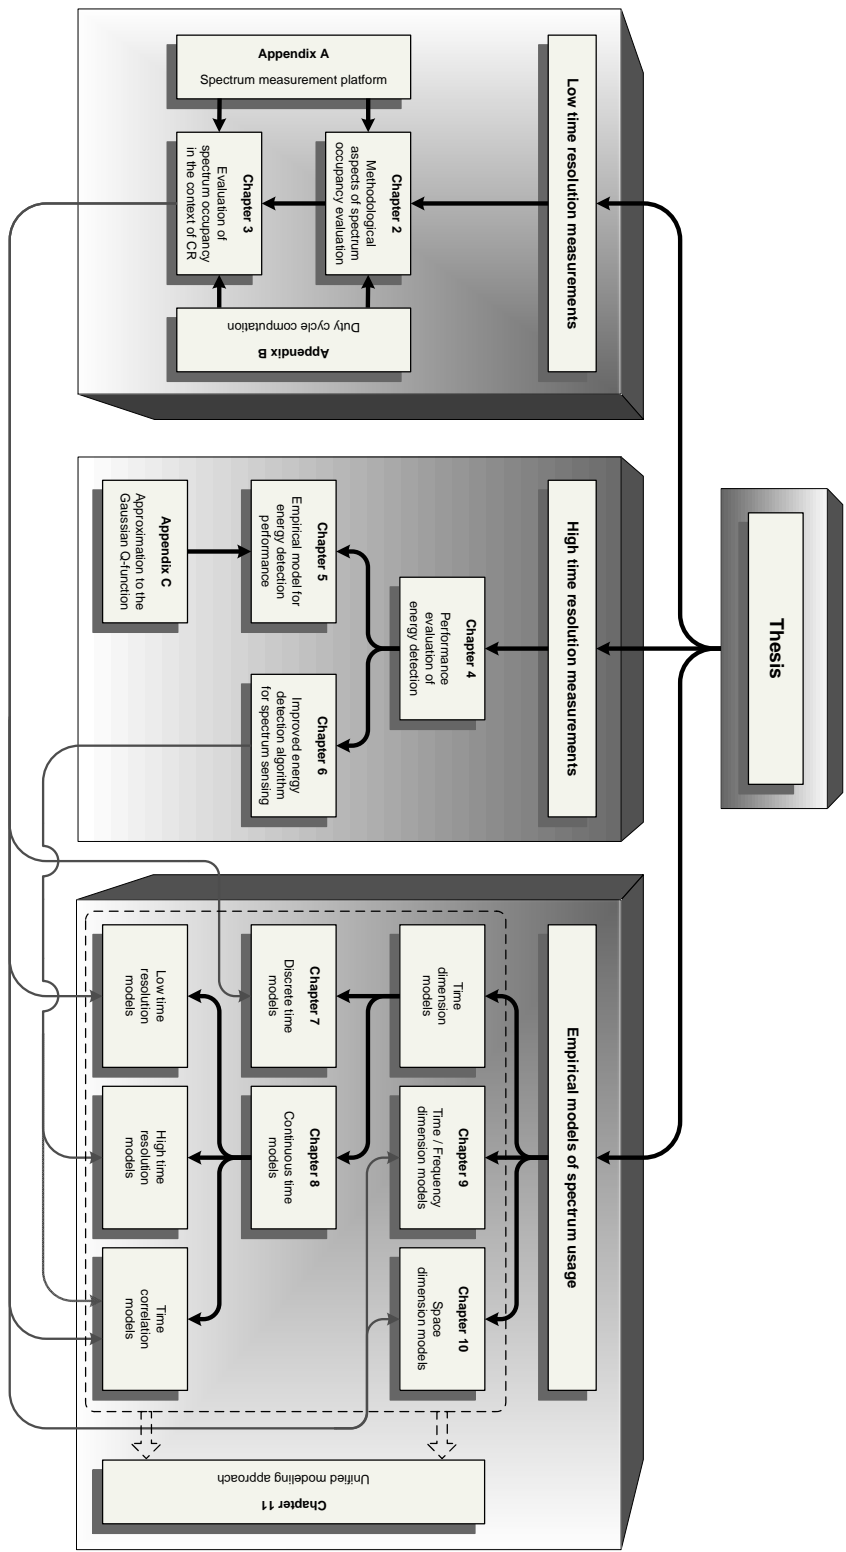 Thesis
Low time resolution measurements
Appendix A
Spectrum measurement platform
Chapter 2
Methodological
aspects of spectrum
occupancy evaluation
Chapter 3
Evaluation of
spectrum occupancy
in the context of CR
Appendix B
Duty cycle computation
High time resolution measurements
Chapter 4
Performance
evaluation of
energy detection
Chapter 5
Empirical model for
energy detection
performance
Chapter 6
Improved energy
detection algorithm
for spectrum sensing
Appendix C
Approximation to the
Gaussian Q-function
Empirical models of spectrum usage
Time
dimension
models
Chapter 9
Time / Frequency
dimension models
Chapter 10
Space
dimension models
Chapter 7
Discrete time
models
Chapter 8
Continuous time
models
Low time
resolution
models
High time
resolution
models
Time
correlation
models
Chapter 11
Unified modeling approach